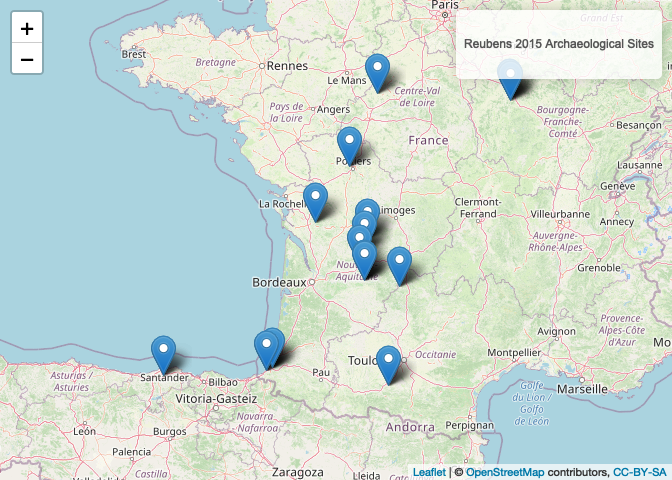 +
−
Reubens 2015 Archaeological Sites
Paris
Grand Est
Brest
Bretagne
Rennes
Le Mans
Centre-Val
de Loire
Pays de
la Loire
Angers
Bourgogne-
Franche-
Comté
Besançon
France
Lausanne
Poitiers
Genève
La Rochelle
Limoges
Clermont-
Ferrand
Villeurbanne
Annecy
Auvergne-
Rhône-Alpes
Grenoble
Nouvelle-
Aquitaine
Bordeaux
Avignon
Provence-
Alpes-Côte
d'Azur
Toulouse
Occitanie
Montpellier
Marseille
Golfe
du Lion /
Golfo
de León
Perpignan
Andorra
Pau
Asturias /
Asturies
Santander
Bilbao
Vitoria-Gasteiz
Navarra -
Nafarroa
León
Burgos
Palencia
Castilla
Valladolid
Zaragoza
Lleida
Leaflet | © OpenStreetMap contributors, CC-BY-SA